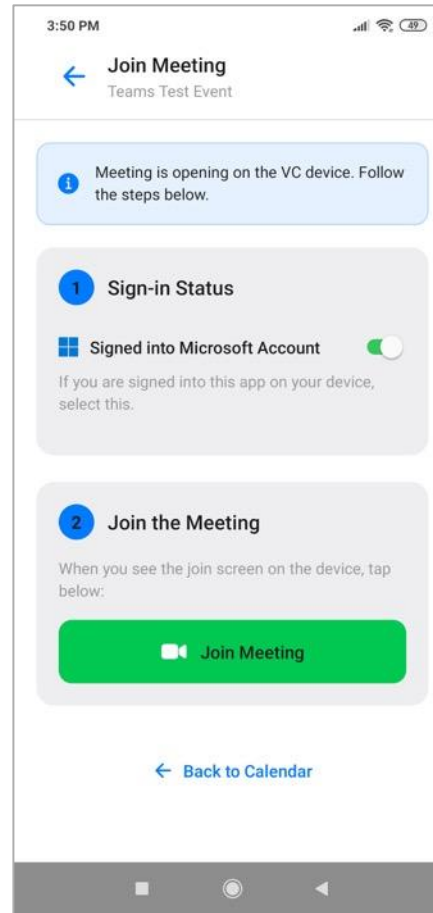 3:50 PM 49
Join Meeting
Teams Test Event
Meeting is opening on the VC device. Follow
the steps below.
1 Sign-in Status
Signed into Microsoft Account
If you are signed into this app on your device,
select this.
2 Join the Meeting
When you see the join screen on the device, tap
below:
Join Meeting
Back to Calendar